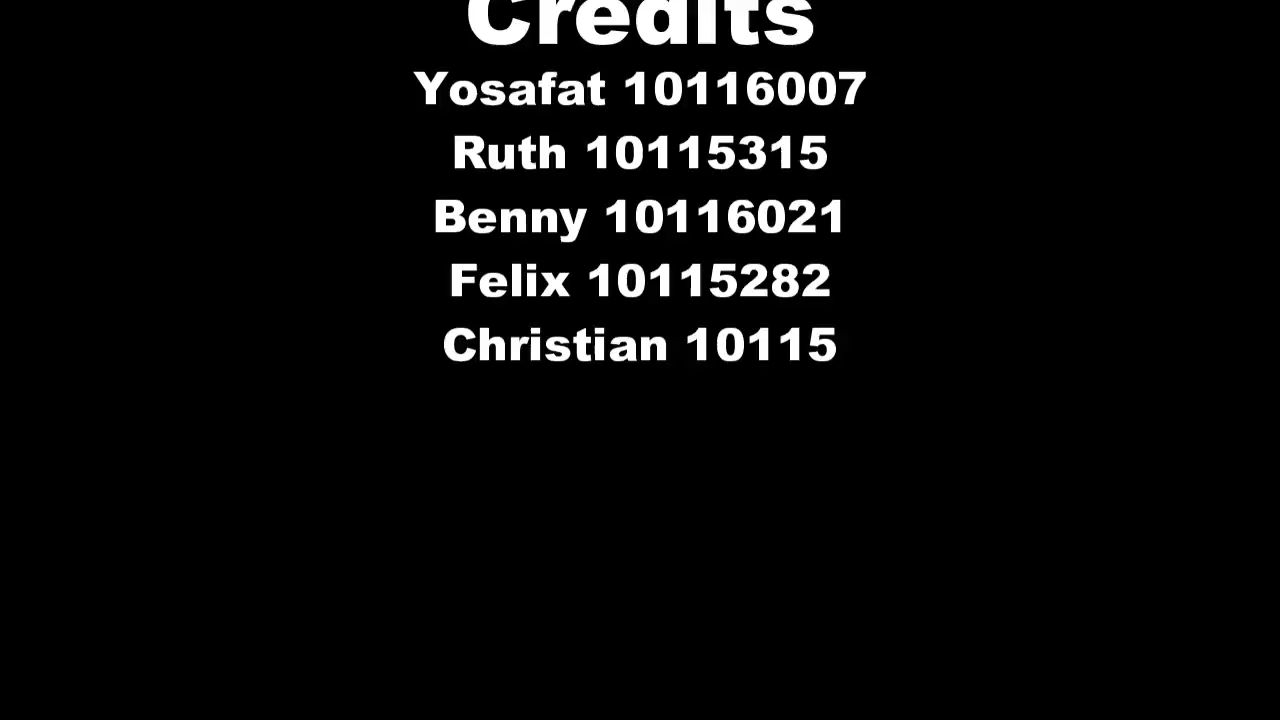 Credits
Yosafat 10116007
Ruth 10115315
Benny 10116021
Felix 10115282
Christian 10115